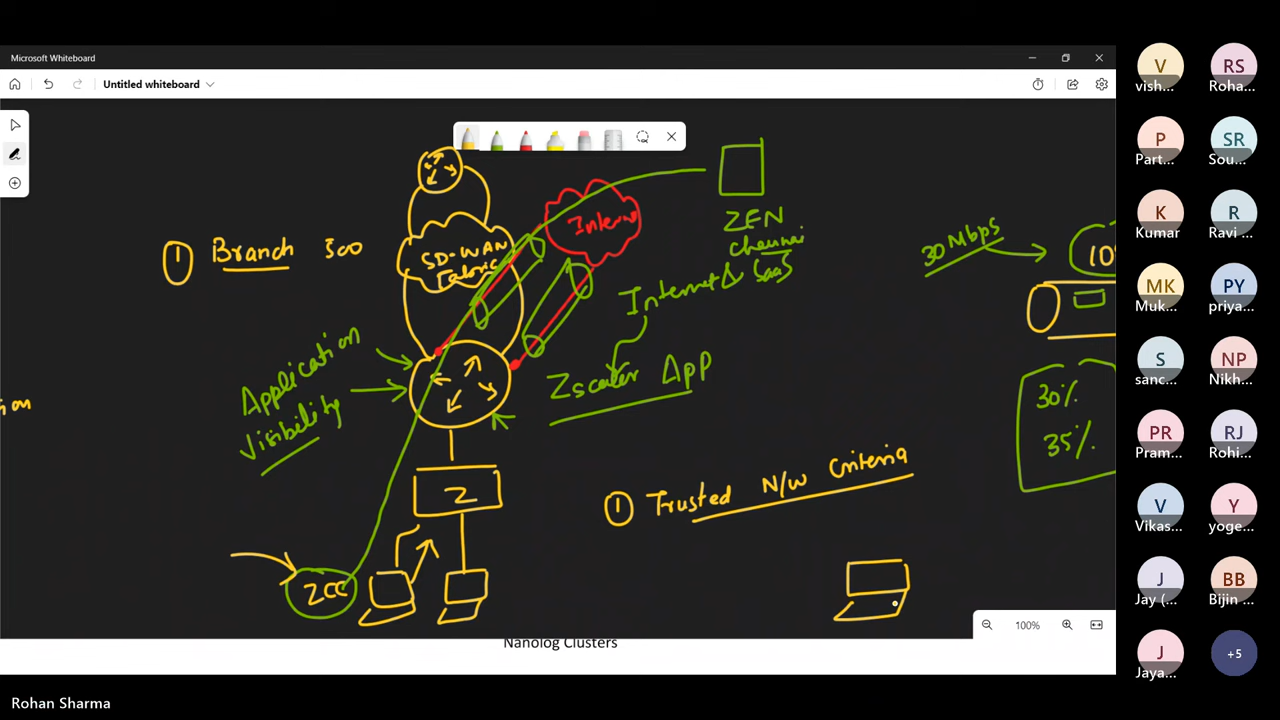 Microsoft Whiteboard
Untitled whiteboard
① Branch 300
SD-WAN
Fabric
Internet
ZEN
Chennai
Internet & SaaS
30 Mbps
Application
Visibility
Zscaler App
30%
35%
on
2
① Trusted N/W Criteria
ZCC
100%
Nanolog Clusters
Rohan Sharma
V
vish...
RS
Roha...
P
Part...
SR
Sou...
K
Kumar
R
Ravi ...
MK
Muk...
PY
priya...
S
sanc...
NP
Nikh...
PR
Pram...
RJ
Rohi...
V
Vikas...
Y
yoge...
J
Jay (...
BB
Bijin ...
J
Jaya...
+5